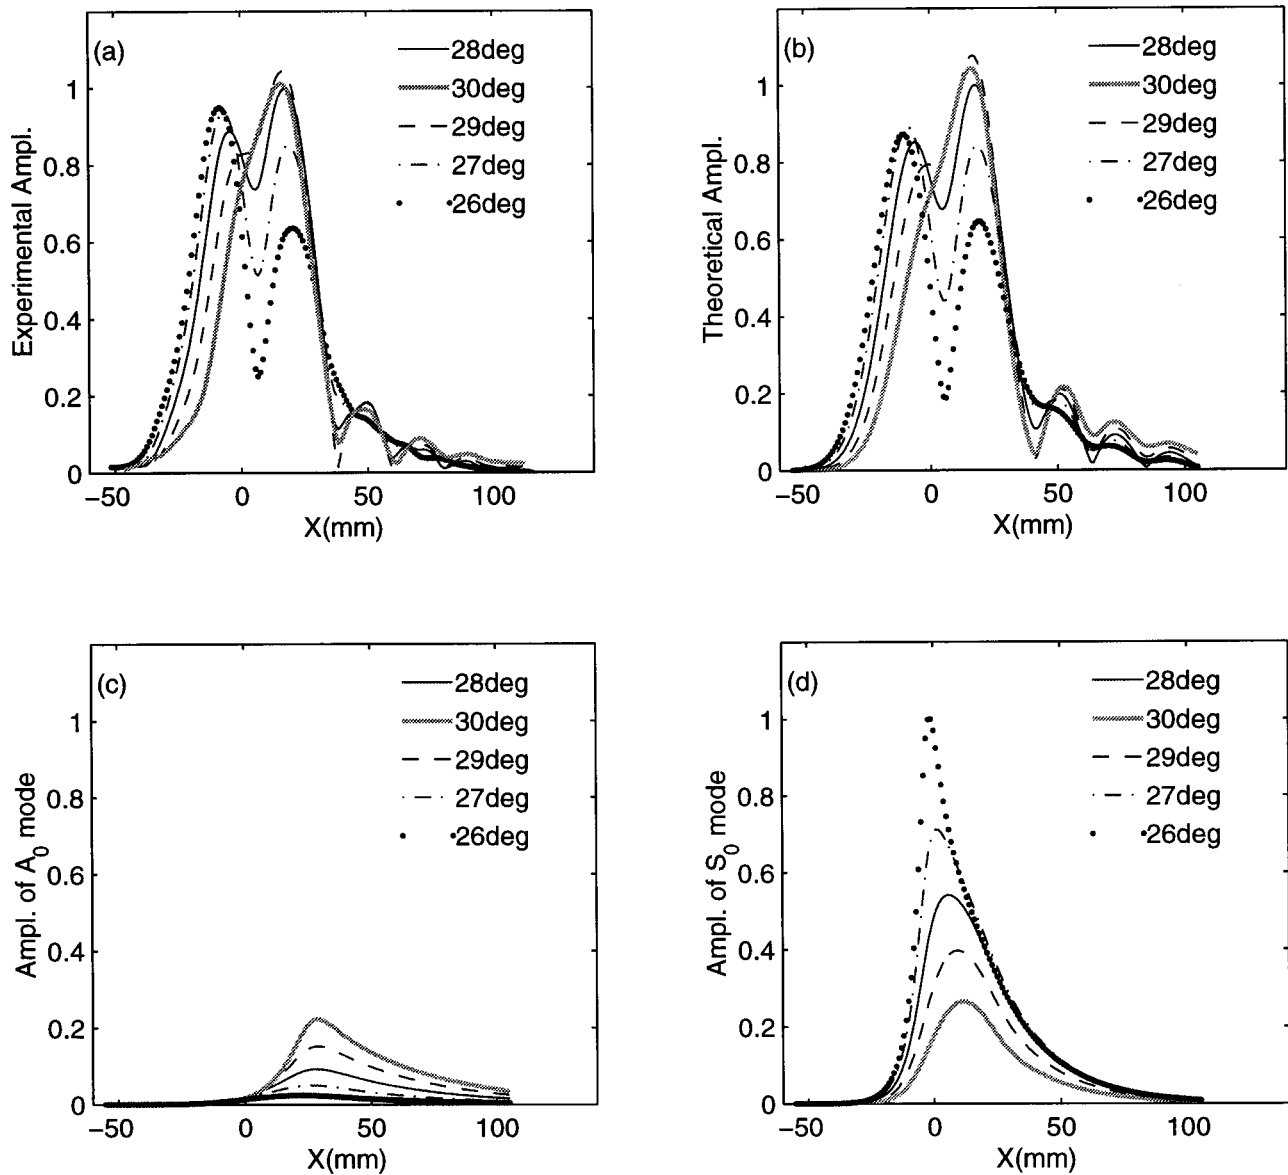 (a)
28deg
30deg
29deg
27deg
26deg
1
0.8
0.6
0.4
0.2
0
Experimental Ampl.
−50
0
50
100
X(mm)
(b)
28deg
30deg
29deg
27deg
26deg
1
0.8
0.6
0.4
0.2
0
Theoretical Ampl.
−50
0
50
100
X(mm)
(c)
28deg
30deg
29deg
27deg
26deg
1
0.8
0.6
0.4
0.2
0
Ampl. of A0 mode
−50
0
50
100
X(mm)
(d)
28deg
30deg
29deg
27deg
26deg
1
0.8
0.6
0.4
0.2
0
Ampl. of S0 mode
−50
0
50
100
X(mm)